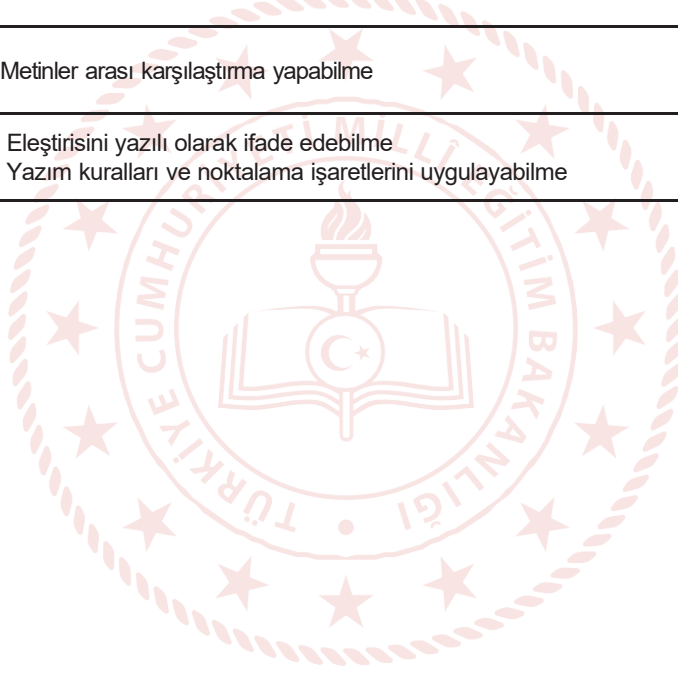 Metinler arası karşılaştırma yapabilme
Eleştirisini yazılı olarak ifade edebilme
Yazım kuralları ve noktalama işaretlerini uygulayabilme
TÜRKİYE CUMHURİYETİ MİLLÎ EĞİTİM BAKANLIĞI